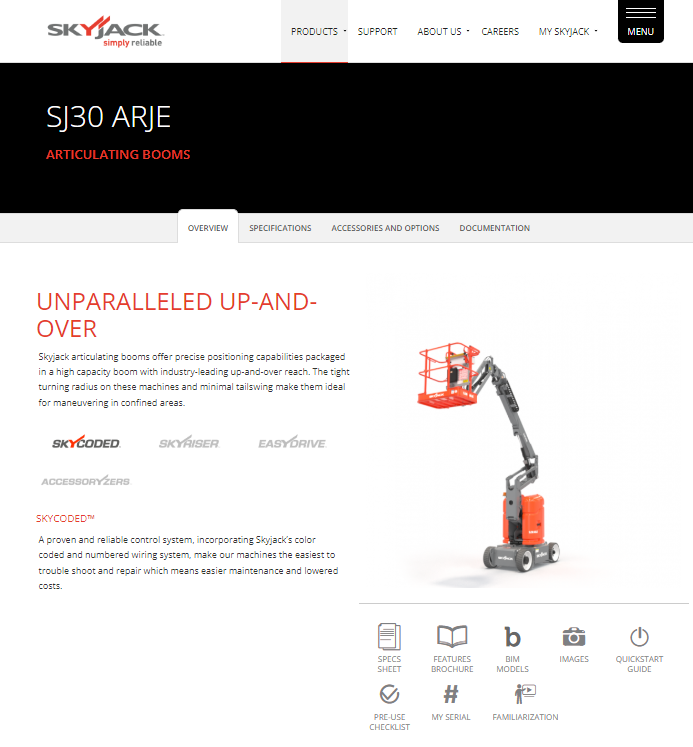 SKYJACK
simply reliable
PRODUCTS
SUPPORT
ABOUT US
CAREERS
MY SKYJACK
MENU
SJ30 ARJE
ARTICULATING BOOMS
OVERVIEW
SPECIFICATIONS
ACCESSORIES AND OPTIONS
DOCUMENTATION
UNPARALLELED UP-AND-
OVER
Skyjack articulating booms offer precise positioning capabilities packaged
in a high capacity boom with industry-leading up-and-over reach. The tight
turning radius on these machines and minimal tailswing make them ideal
for maneuvering in confined areas.
SKYCODED
SKYRISER
EASYDRIVE
ACCESSORYZERS
SKYCODED™
A proven and reliable control system, incorporating Skyjack's color
coded and numbered wiring system, make our machines the easiest to
trouble shoot and repair which means easier maintenance and lowered
costs.
SPECS
SHEET
FEATURES
BROCHURE
b
BIM
MODELS
IMAGES
QUICKSTART
GUIDE
PRE-USE
CHECKLIST
#
MY SERIAL
FAMILIARIZATION